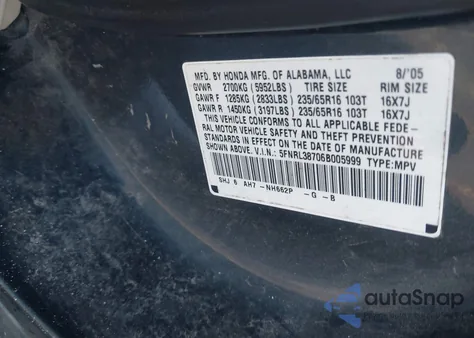 MFD. BY HONDA MFG. OF ALABAMA, LLC 8/'05
GVWR 2700KG (5952LBS) TIRE SIZE RIM SIZE
GAWR F 1285KG (2833LBS) 235/65R16 103T 16X7J
GAWR R 1450KG (3197LBS) 235/65R16 103T 16X7J
THIS VEHICLE CONFORMS TO ALL APPLICABLE FEDE-
RAL MOTOR VEHICLE SAFETY AND THEFT PREVENTION
STANDARDS IN EFFECT ON THE DATE OF MANUFACTURE
SHOWN ABOVE. V.I.N.: 5FNRL38706B005999 TYPE:MPV
SHJ 6 AH7 -NH662P -G -B
autoSnap